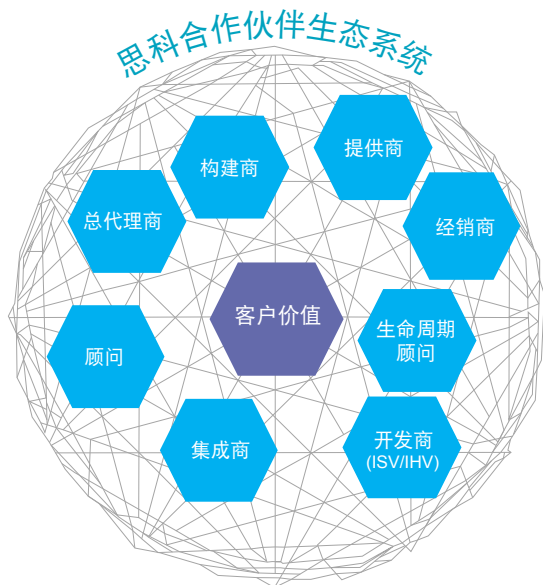 思科合作伙伴生态系统
提供商
构建商
总代理商
经销商
客户价值
生命周期
顾问
顾问
集成商
开发商
(ISV/IHV)